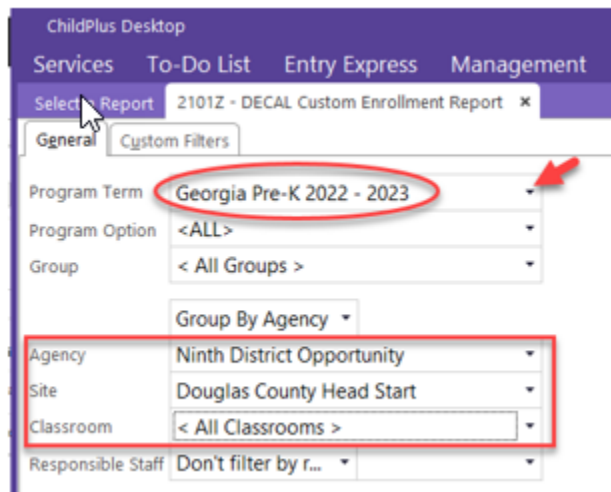 ChildPlus Desktop
Services To-Do List Entry Express Management
Select a Report 2101Z - DECAL Custom Enrollment Report ×
General Custom Filters
Program Term Georgia Pre-K 2022 - 2023
Program Option <ALL>
Group < All Groups >
Group By Agency
Agency Ninth District Opportunity
Site Douglas County Head Start
Classroom < All Classrooms >
Responsible Staff Don't filter by r...